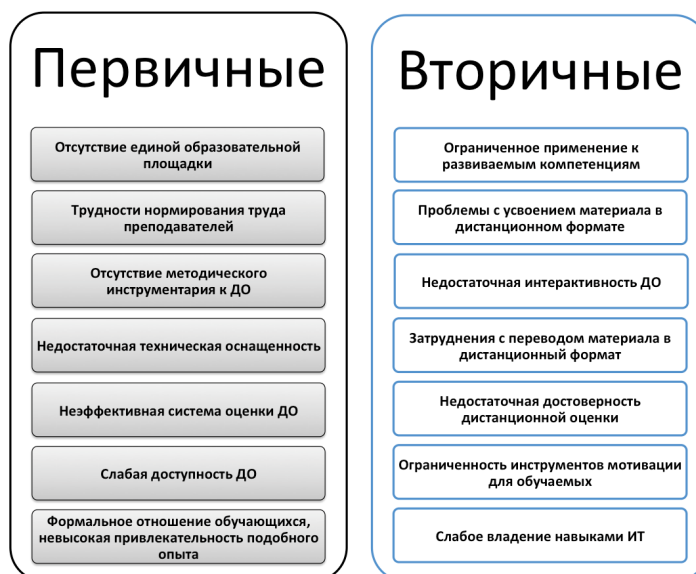 Первичные
Отсутствие единой образовательной
площадки
Трудности нормирования труда
преподавателей
Отсутствие методического
инструментария к ДО
Недостаточная техническая оснащенность
Неэффективная система оценки ДО
Слабая доступность ДО
Формальное отношение обучающихся,
невысокая привлекательность подобного
опыта
Вторичные
Ограниченное применение к
развиваемым компетенциям
Проблемы с усвоением материала в
дистанционном формате
Недостаточная интерактивность ДО
Затруднения с переводом материала в
дистанционный формат
Недостаточная достоверность
дистанционной оценки
Ограниченность инструментов мотивации
для обучаемых
Слабое владение навыками ИТ